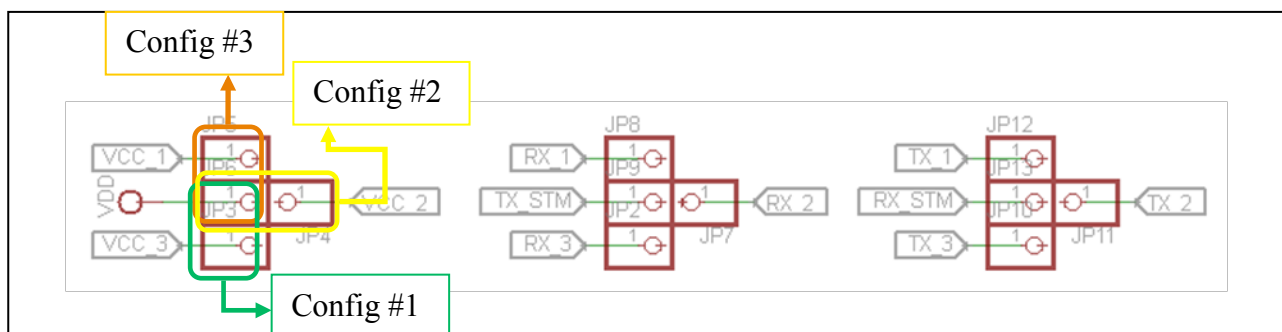 Config #3
Config #2
JP5
VCC_1 1
JP6
VDD 1 1 VCC_2
JP3
VCC_3 1 JP4
Config #1
JP8
RX_1 1
JP9
TX_STM 1 1 RX_2
JP2
RX_3 1 JP7
JP12
TX_1 1
JP13
RX_STM 1 1 TX_2
JP10
TX_3 1 JP11